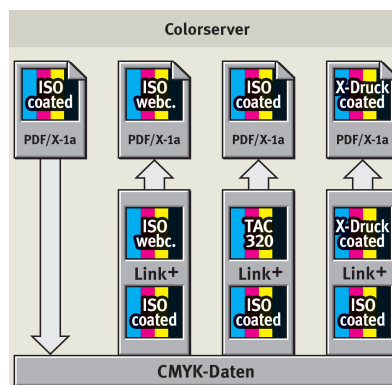 Colorserver
ISO
coated
PDF/X-1a
ISO
webc.
PDF/X-1a
ISO
coated
PDF/X-1a
X-Druck
coated
PDF/X-1a
ISO
webc.
Link+
ISO
coated
TAC
320
Link+
ISO
coated
X-Druck
coated
Link+
ISO
coated
CMYK-Daten